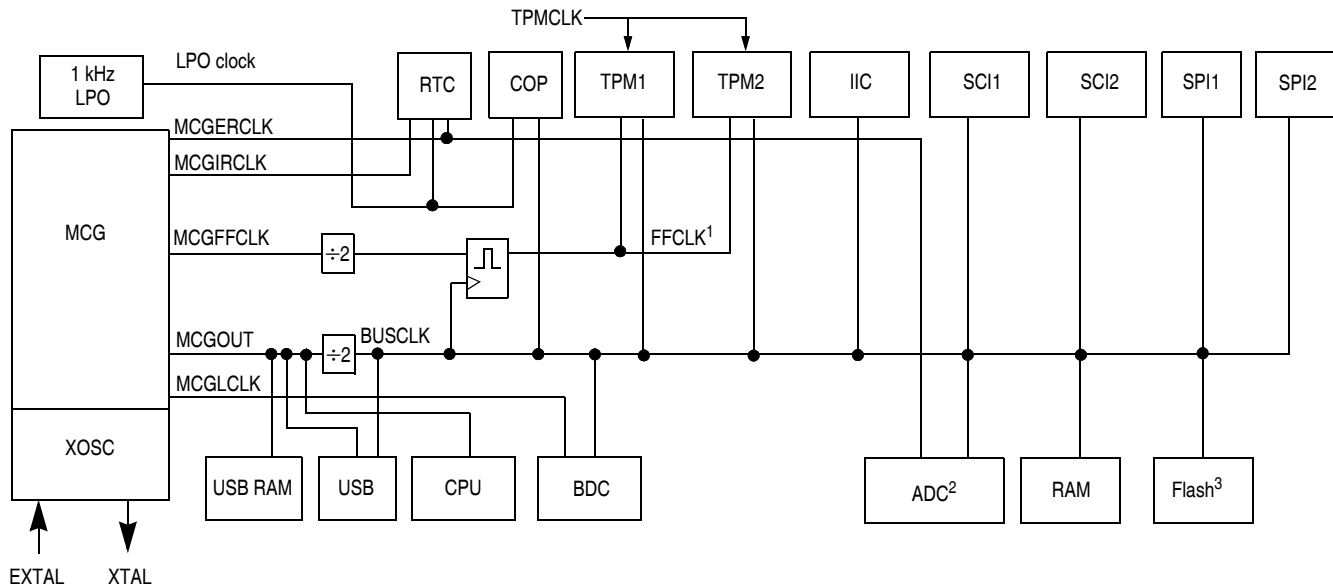 TPMCLK
1 kHz
LPO
LPO clock
RTC
COP
TPM1
TPM2
IIC
SCI1
SCI2
SPI1
SPI2
MCGERCLK
MCGIRCLK
MCG
MCGFFCLK
÷2
FFCLK¹
MCGOUT
÷2
BUSCLK
MCGLCLK
XOSC
USB RAM
USB
CPU
BDC
ADC²
RAM
Flash³
EXTAL
XTAL